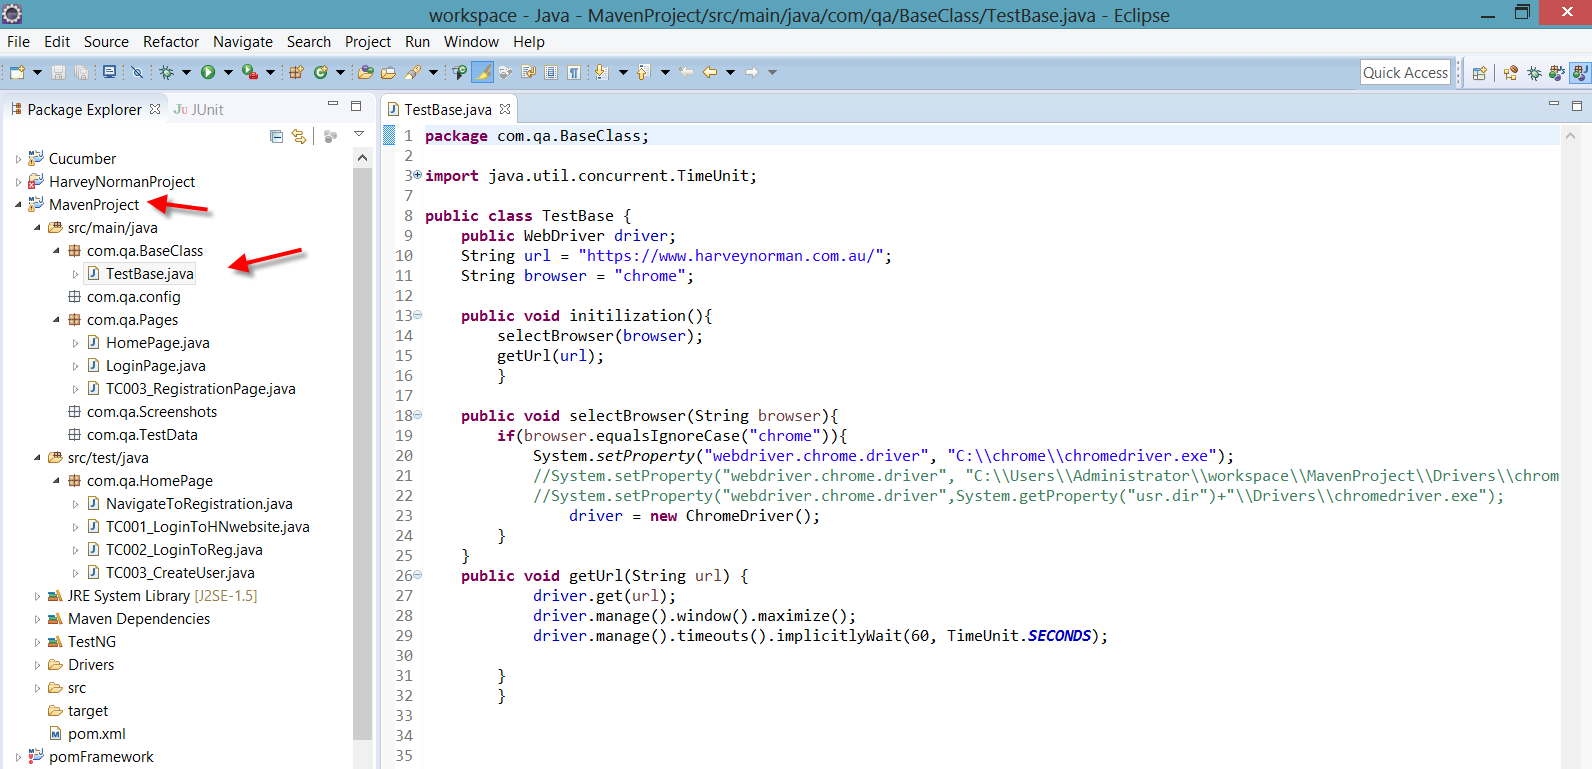 workspace - Java - MavenProject/src/main/java/com/qa/BaseClass/TestBase.java - Eclipse
File Edit Source Refactor Navigate Search Project Run Window Help
Quick Access
Package Explorer JUnit
Cucumber
HarveyNormanProject
MavenProject
src/main/java
com.qa.BaseClass
TestBase.java
com.qa.config
com.qa.Pages
HomePage.java
LoginPage.java
TC003_RegistrationPage.java
com.qa.Screenshots
com.qa.TestData
src/test/java
com.qa.HomePage
NavigateToRegistration.java
TC001_LoginToHNwebsite.java
TC002_LoginToReg.java
TC003_CreateUser.java
JRE System Library [J2SE-1.5]
Maven Dependencies
TestNG
Drivers
src
target
pom.xml
pomFramework
TestBase.java
1 package com.qa.BaseClass;
2
3 import java.util.concurrent.TimeUnit;
7
8 public class TestBase {
9 public WebDriver driver;
10 String url = "https://www.harveynorman.com.au/";
11 String browser = "chrome";
12
13 public void initilization(){
14 selectBrowser(browser);
15 getUrl(url);
16 }
17
18 public void selectBrowser(String browser){
19 if(browser.equalsIgnoreCase("chrome")){
20 System.setProperty("webdriver.chrome.driver", "C:\\chrome\\chromedriver.exe");
21 //System.setProperty("webdriver.chrome.driver", "C:\\Users\\Administrator\\workspace\\MavenProject\\Drivers\\chrom
22 //System.setProperty("webdriver.chrome.driver",System.getProperty("usr.dir")+"\\Drivers\\chromedriver.exe");
23 driver = new ChromeDriver();
24 }
25 }
26 public void getUrl(String url) {
27 driver.get(url);
28 driver.manage().window().maximize();
29 driver.manage().timeouts().implicitlyWait(60, TimeUnit.SECONDS);
30
31 }
32 }
33
34
35